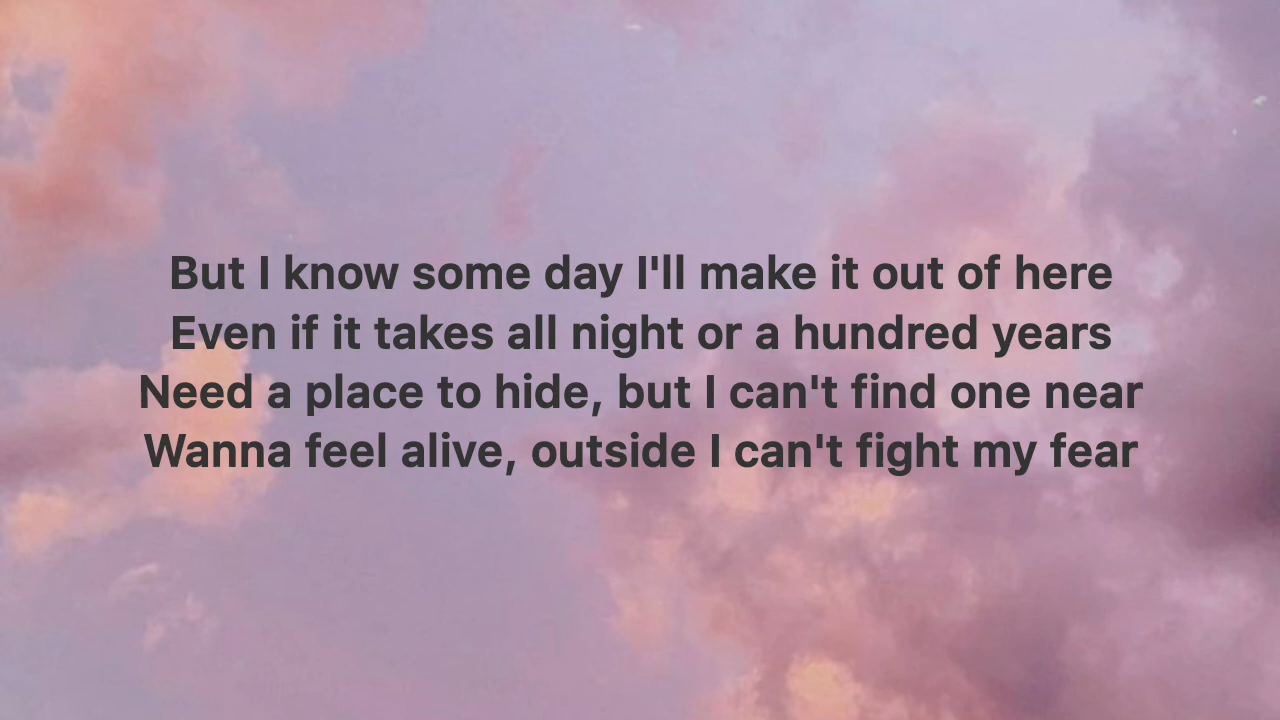 But I know some day I'll make it out of here
Even if it takes all night or a hundred years
Need a place to hide, but I can't find one near
Wanna feel alive, outside I can't fight my fear